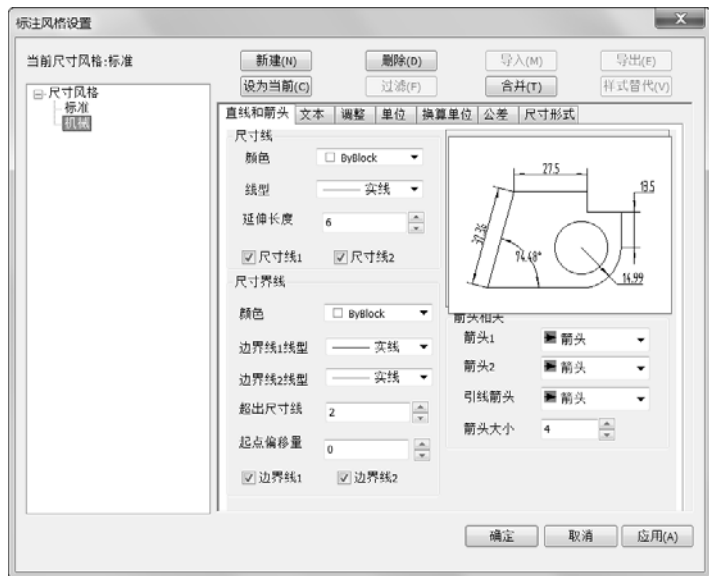 标注风格设置
当前尺寸风格:标准
新建(N) 删除(D) 导入(M) 导出(E)
设为当前(C) 过滤(F) 合并(T) 样式替代(V)
尺寸风格
标准
机械
直线和箭头 文本 调整 单位 换算单位 公差 尺寸形式
尺寸线
颜色 ByBlock
线型 实线
延伸长度 6
尺寸线1 尺寸线2
尺寸界线
颜色 ByBlock
边界线1线型 实线
边界线2线型 实线
超出尺寸线 2
起点偏移量 0
边界线1 边界线2
27.5
13.5
37.36
74.48°
14.99
箭头相关
箭头1 箭头
箭头2 箭头
引线箭头 箭头
箭头大小 4
确定 取消 应用(A)